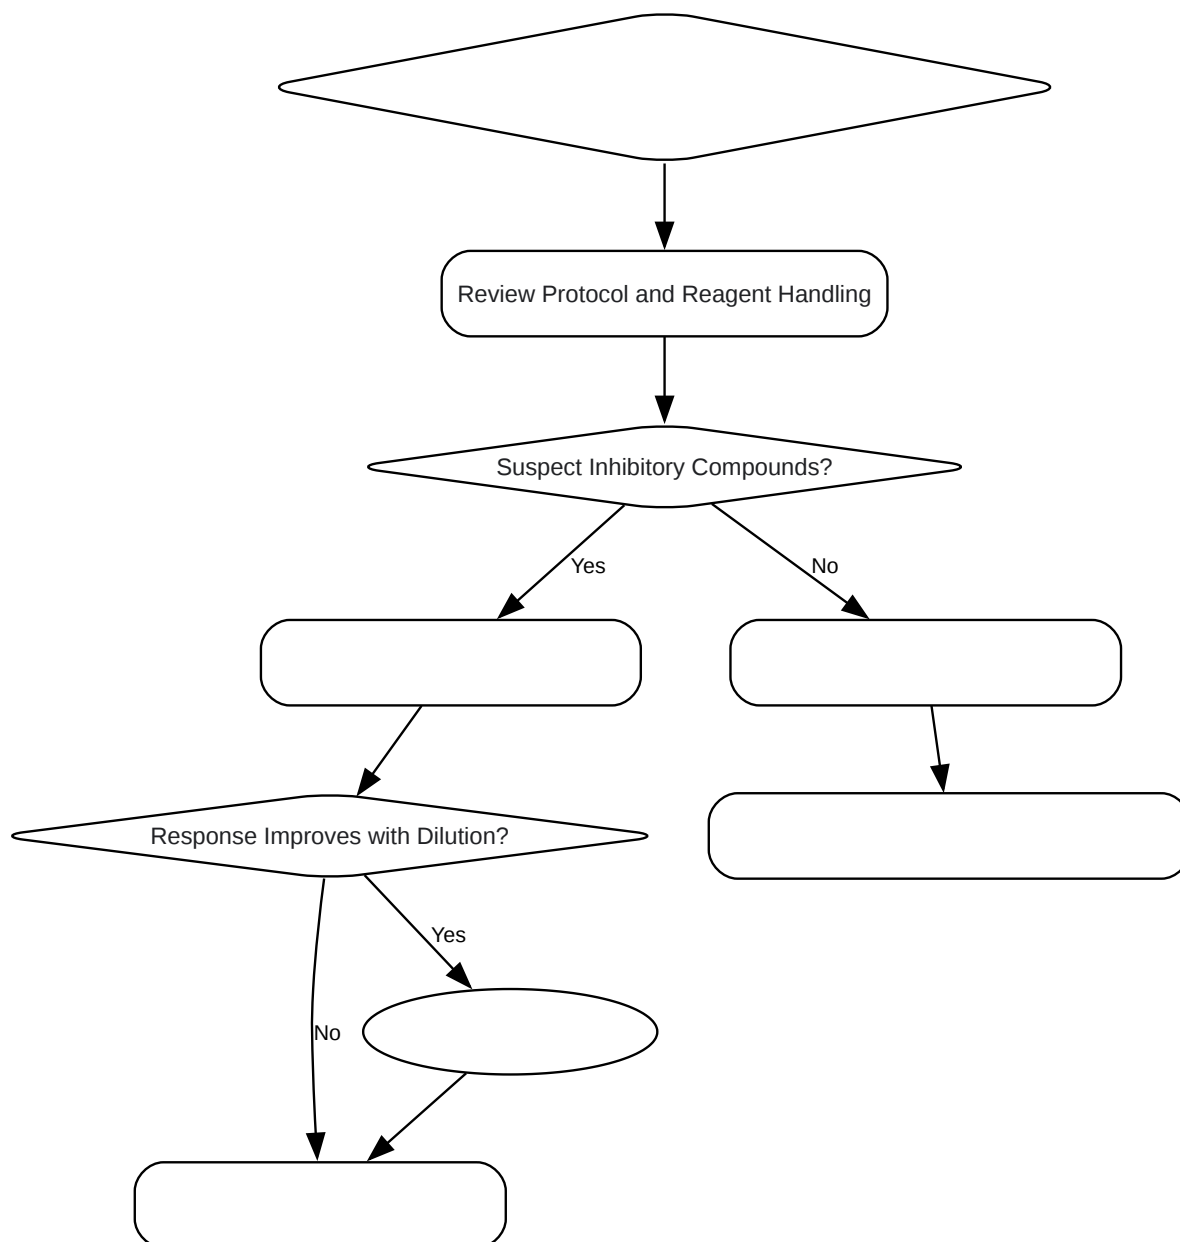 Review Protocol and Reagent Handling
Suspect Inhibitory Compounds?
Yes
No
Response Improves with Dilution?
Yes
No